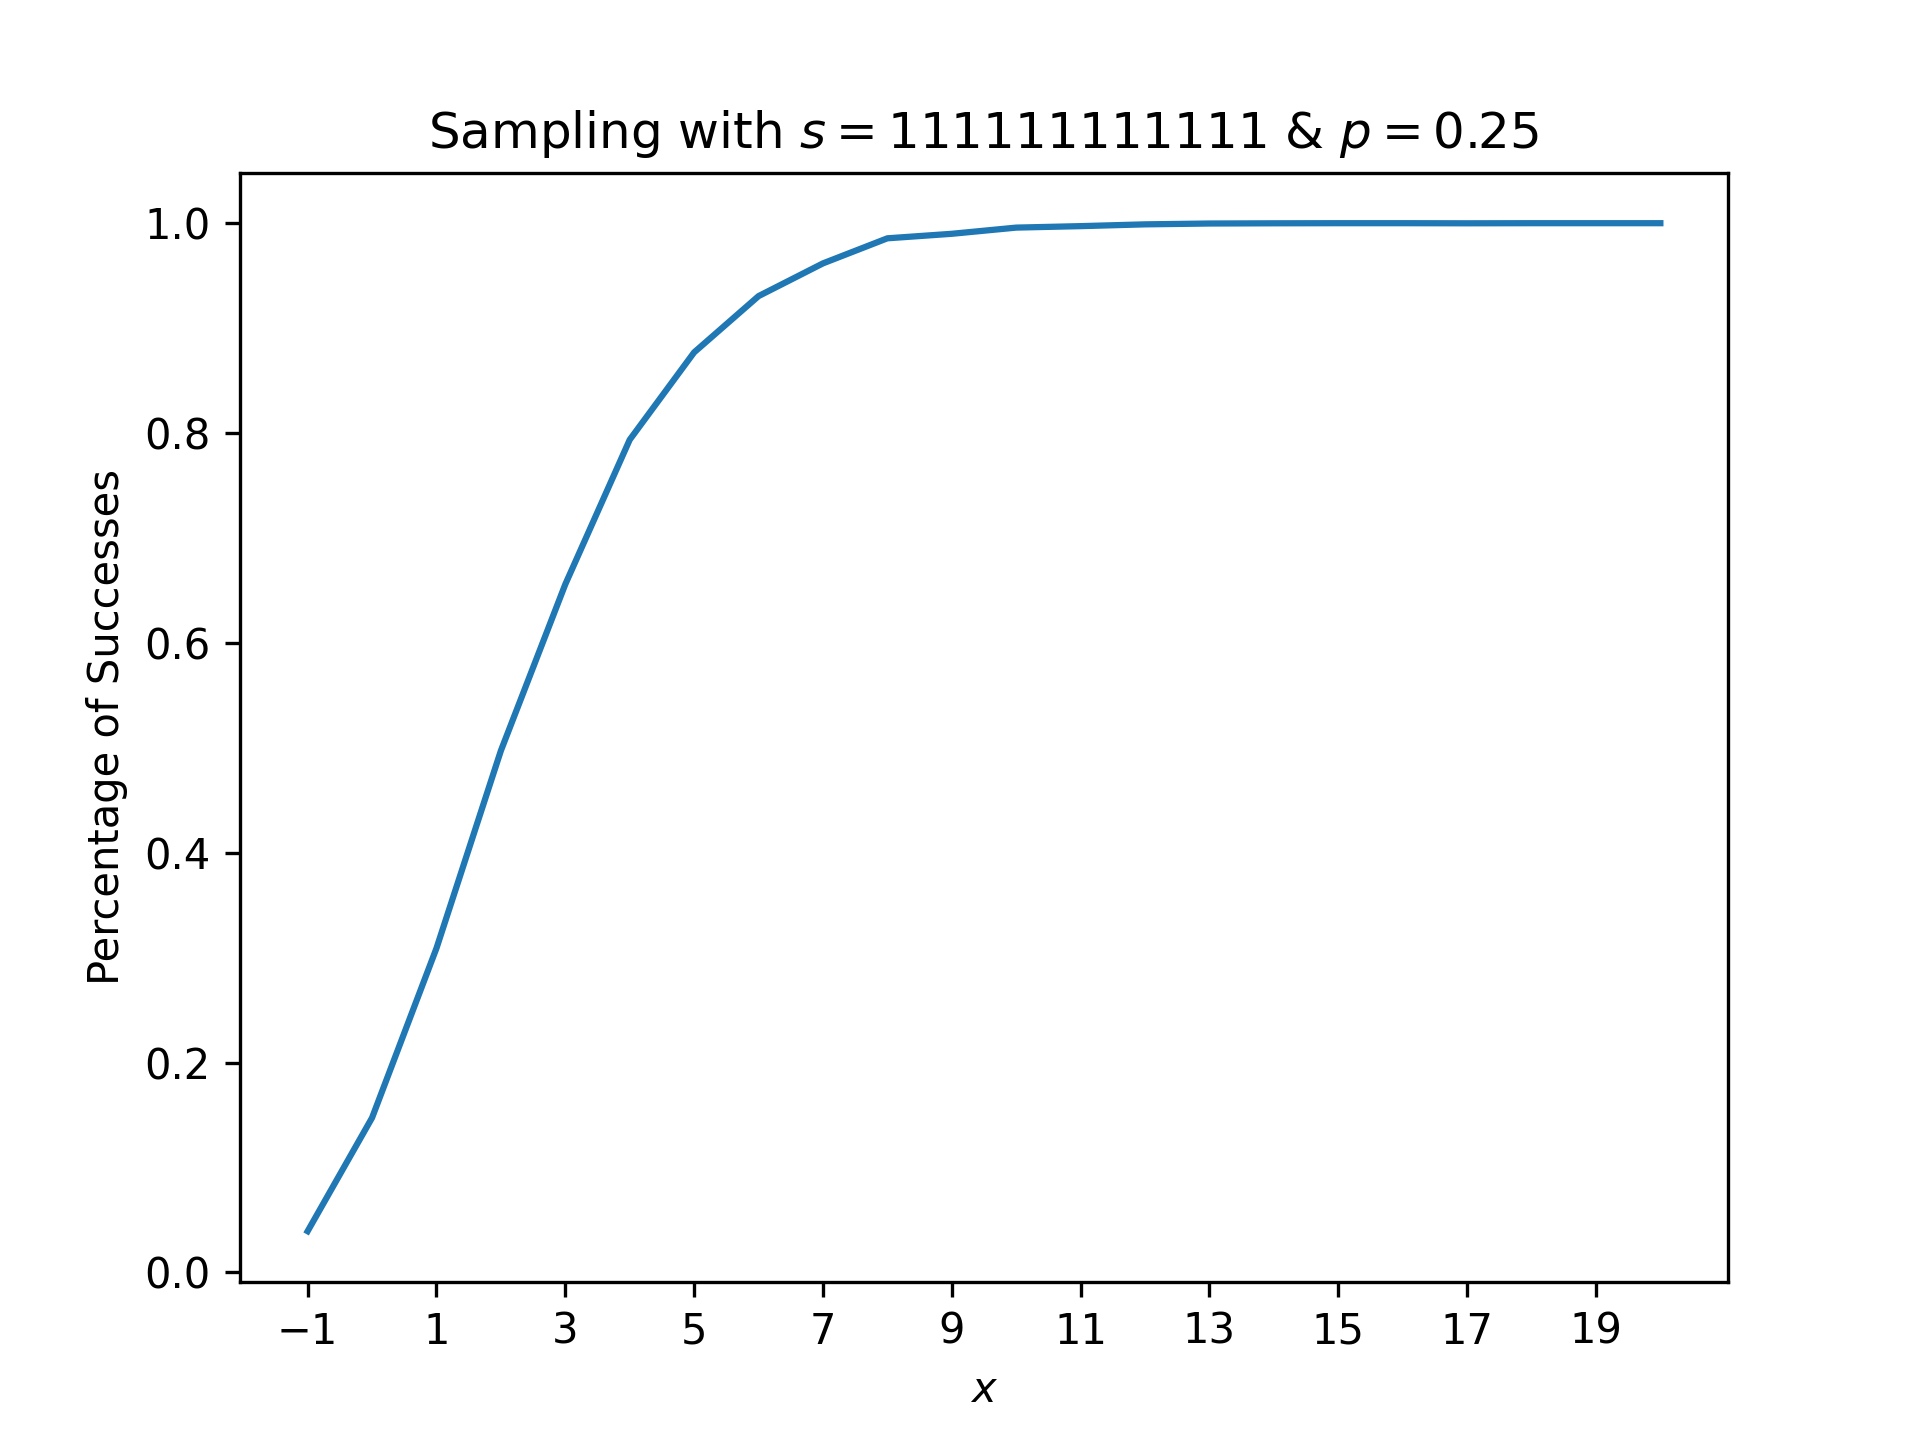 Sampling with s = 111111111111 & p = 0.25
Percentage of Successes
1.0
0.8
0.6
0.4
0.2
0.0
−1 1 3 5 7 9 11 13 15 17 19
x